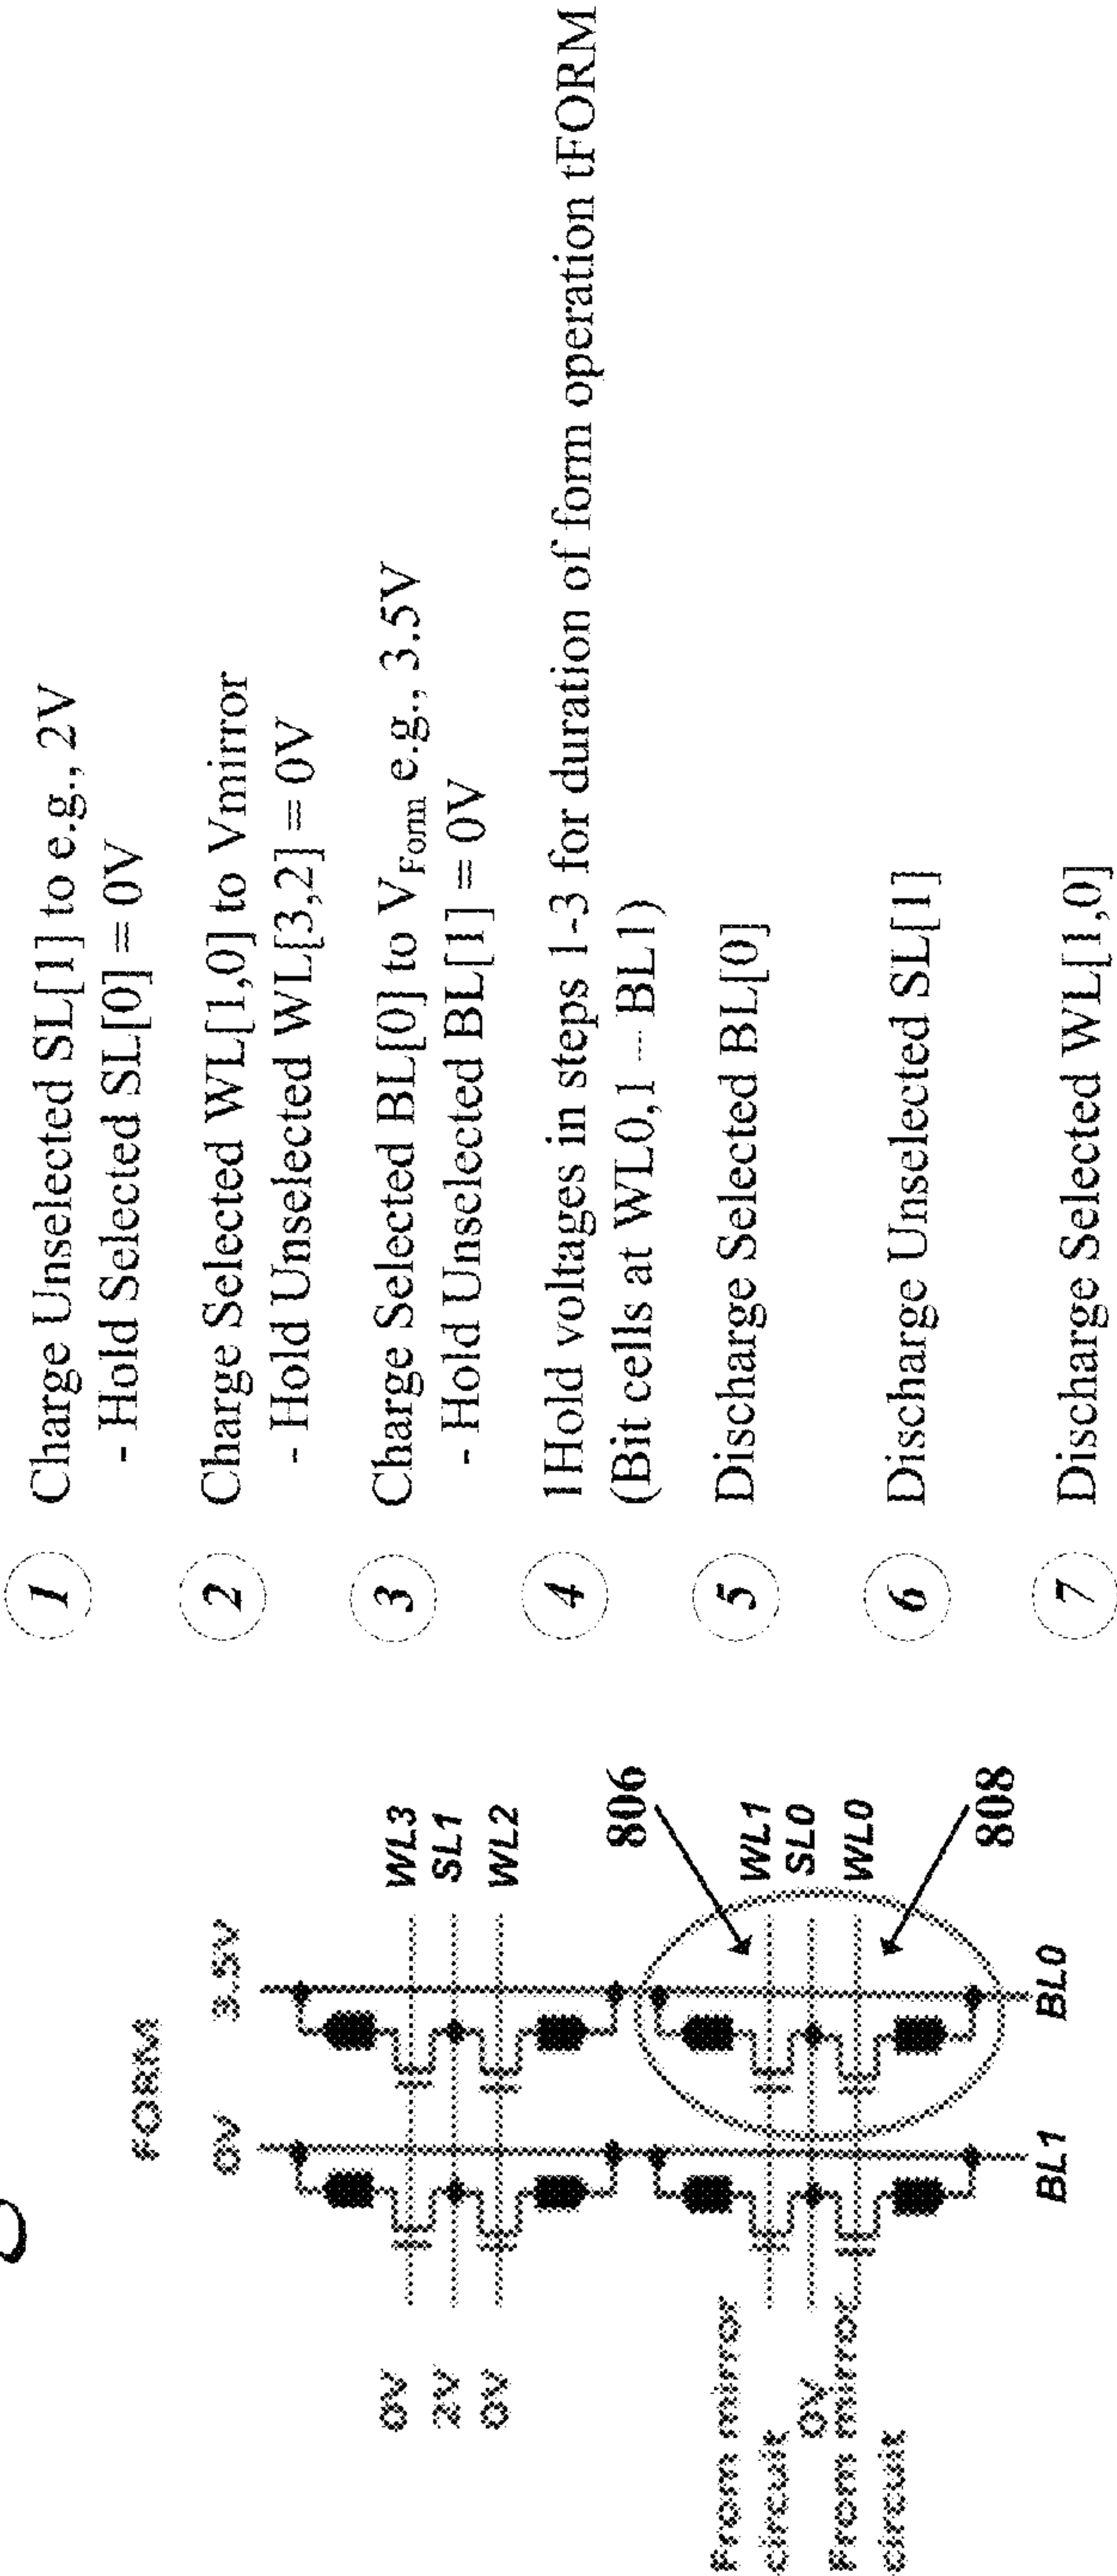 FORM
0V 3.5V
0V WL3
2V SL1
0V WL2
806
From mirror circuit WL1
0V SL0
From mirror circuit WL0
808
BL1 BL0
1 Charge Unselected SL[1] to e.g., 2V
- Hold Selected SL[0] = 0V
2 Charge Selected WL[1,0] to Vmirror
- Hold Unselected WL[3,2] = 0V
3 Charge Selected BL[0] to VForm e.g., 3.5V
- Hold Unselected BL[1] = 0V
4 1Hold voltages in steps 1-3 for duration of form operation tFORM
(Bit cells at WL0,1 – BL1)
5 Discharge Selected BL[0]
6 Discharge Unselected SL[1]
7 Discharge Selected WL[1,0]